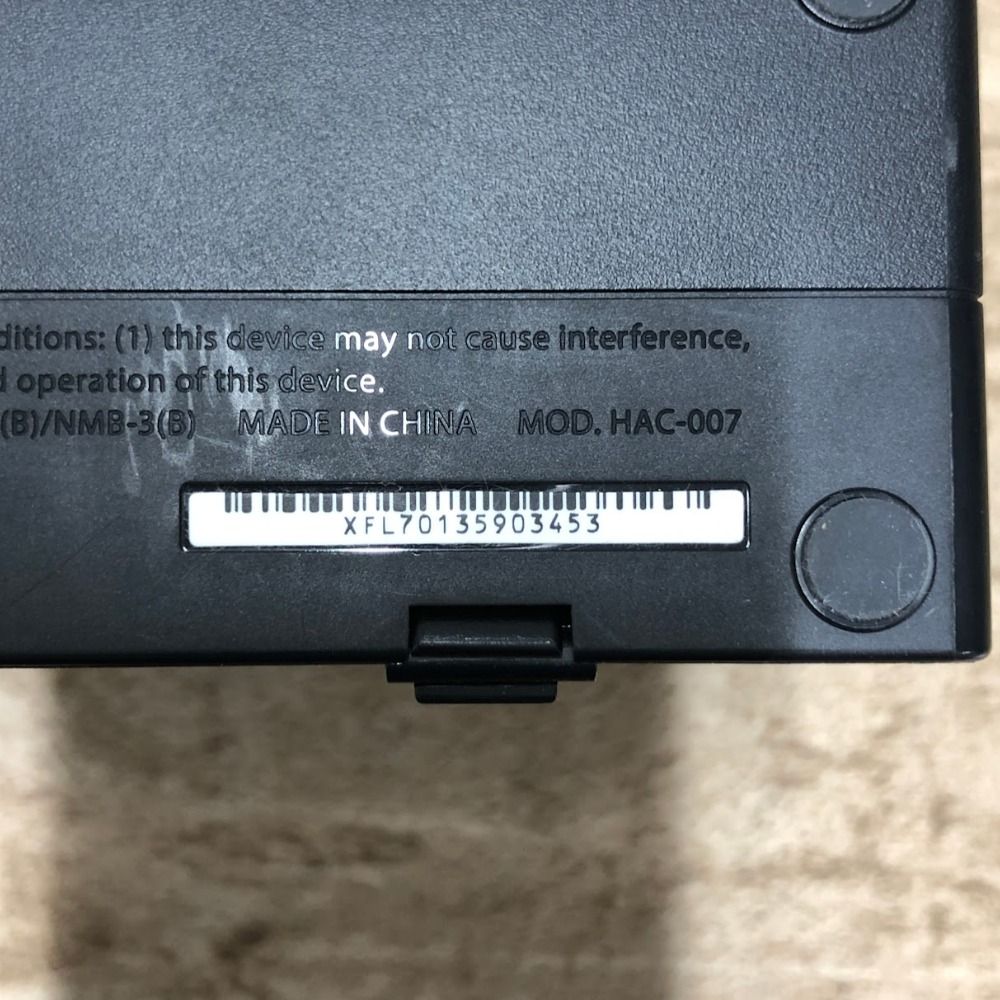 ditions: (1) this device may not cause interference,
operation of this device.
(B)/NMB-3(B) MADE IN CHINA MOD. HAC-007
XFL70135903453